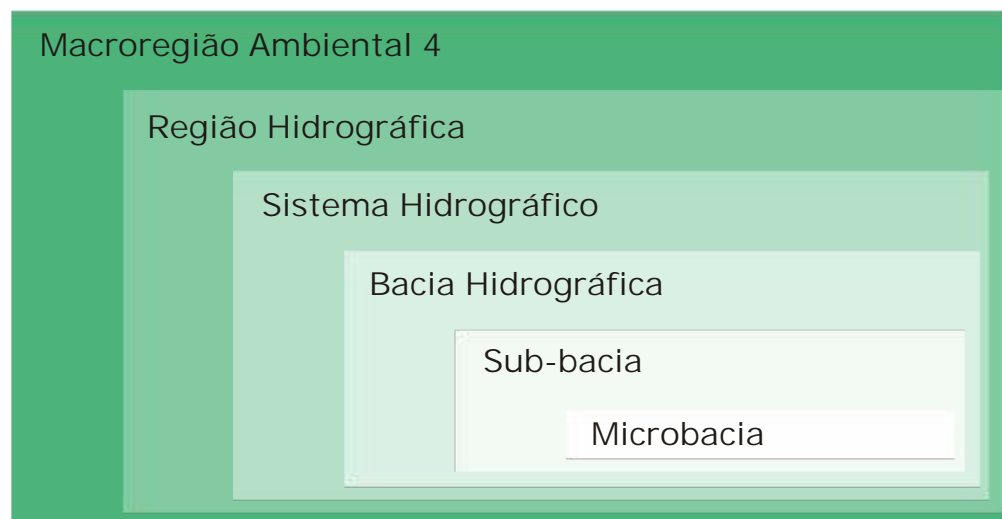 Macroregião Ambiental 4
Região Hidrográfica
Sistema Hidrográfico
Bacia Hidrográfica
Sub-bacia
Microbacia